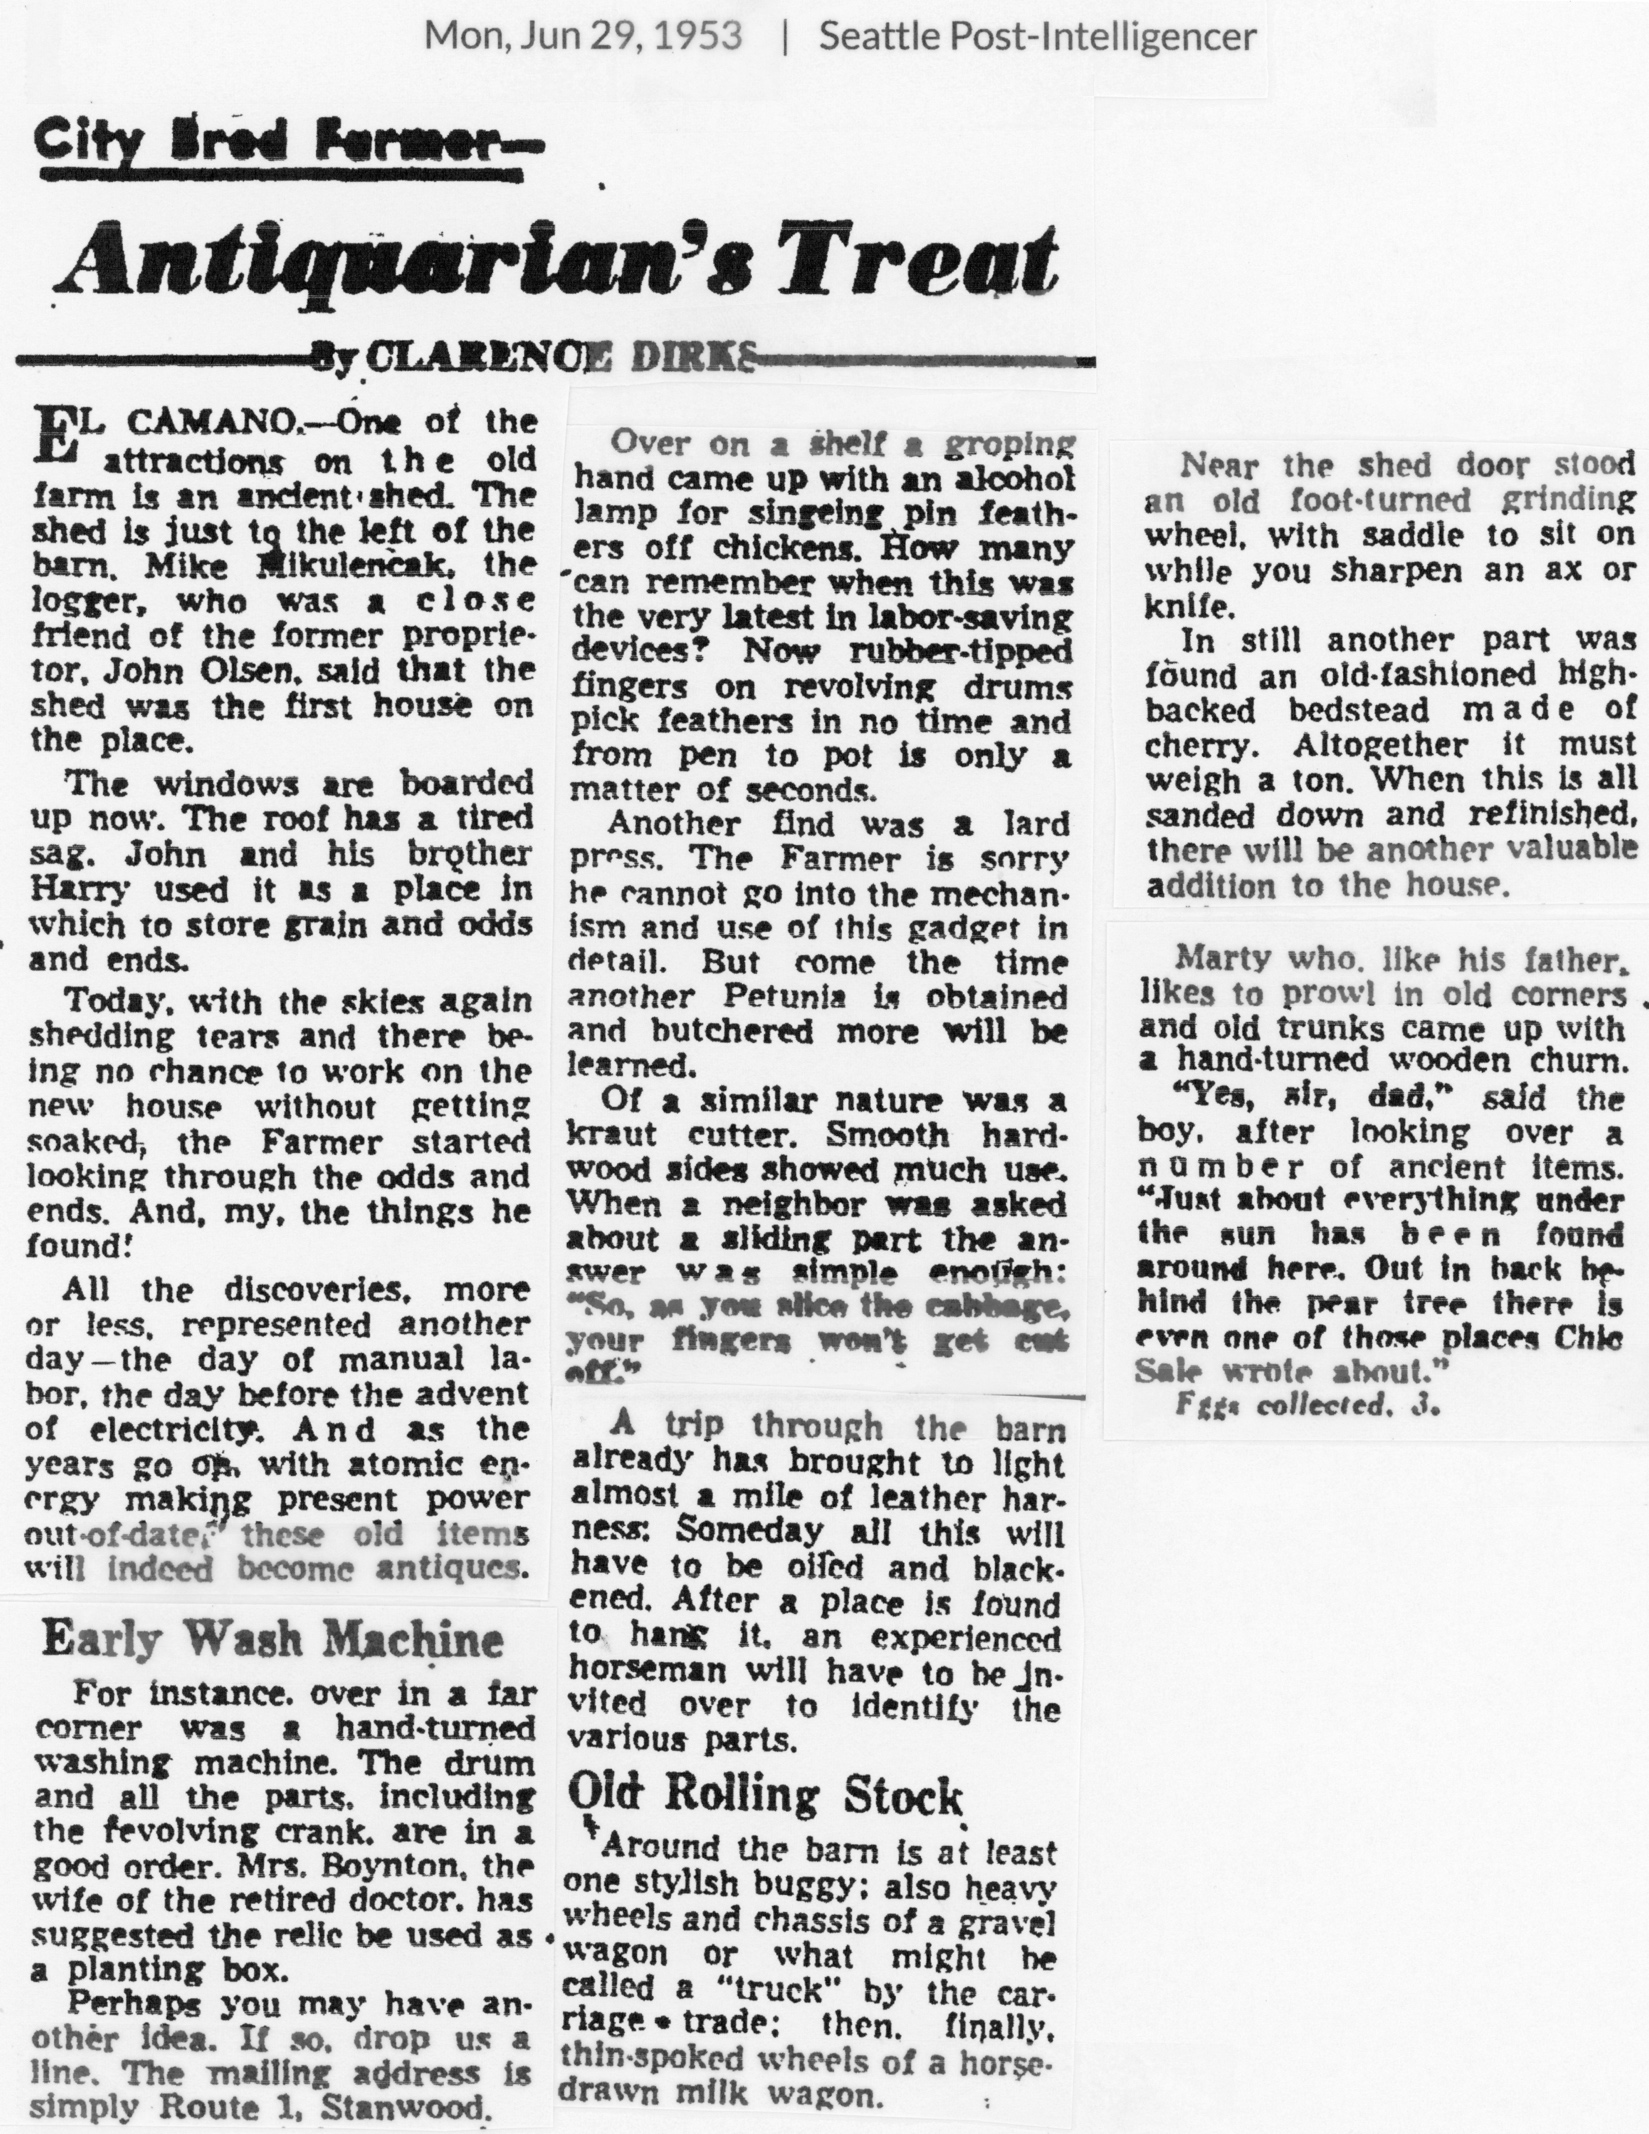 Mon, Jun 29, 1953 | Seattle Post-Intelligencer
City Bred Farmer—
Antiquarian's Treat
By CLARENCE DIRKS
EL CAMANO.—One of the
attractions on the old
farm is an ancient shed. The
shed is just to the left of the
barn. Mike Mikulencak, the
logger, who was a close
friend of the former proprie-
tor, John Olsen, said that the
shed was the first house on
the place.
The windows are boarded
up now. The roof has a tired
sag. John and his brother
Harry used it as a place in
which to store grain and odds
and ends.
Today, with the skies again
shedding tears and there be-
ing no chance to work on the
new house without getting
soaked, the Farmer started
looking through the odds and
ends. And, my, the things he
found!
All the discoveries, more
or less, represented another
day—the day of manual la-
bor, the day before the advent
of electricity. And as the
years go on, with atomic en-
ergy making present power
out-of-date, these old items
will indeed become antiques.
Early Wash Machine
For instance, over in a far
corner was a hand-turned
washing machine. The drum
and all the parts, including
the revolving crank, are in a
good order. Mrs. Boynton, the
wife of the retired doctor, has
suggested the relic be used as
a planting box.
Perhaps you may have an-
other idea. If so, drop us a
line. The mailing address is
simply Route 1, Stanwood.
Over on a shelf a groping
hand came up with an alcohol
lamp for singeing pin feath-
ers off chickens. How many
can remember when this was
the very latest in labor-saving
devices? Now rubber-tipped
fingers on revolving drums
pick feathers in no time and
from pen to pot is only a
matter of seconds.
Another find was a lard
press. The Farmer is sorry
he cannot go into the mechan-
ism and use of this gadget in
detail. But come the time
another Petunia is obtained
and butchered more will be
learned.
Of a similar nature was a
kraut cutter. Smooth hard-
wood sides showed much use.
When a neighbor was asked
about a sliding part the an-
swer was simple enough:
"So, as you slice the cabbage,
your fingers won't get cut
off."
A trip through the barn
already has brought to light
almost a mile of leather har-
ness: Someday all this will
have to be oiled and black-
ened. After a place is found
to hang it, an experienced
horseman will have to be in-
vited over to identify the
various parts.
Old Rolling Stock
Around the barn is at least
one stylish buggy; also heavy
wheels and chassis of a gravel
wagon or what might be
called a "truck" by the car-
riage trade; then, finally,
thin-spoked wheels of a horse-
drawn milk wagon.
Near the shed door stood
an old foot-turned grinding
wheel, with saddle to sit on
while you sharpen an ax or
knife.
In still another part was
found an old-fashioned high-
backed bedstead made of
cherry. Altogether it must
weigh a ton. When this is all
sanded down and refinished,
there will be another valuable
addition to the house.
Marty who, like his father,
likes to prowl in old corners
and old trunks came up with
a hand-turned wooden churn.
"Yes, sir, dad," said the
boy, after looking over a
number of ancient items.
"Just about everything under
the sun has been found
around here. Out in back be-
hind the pear tree there is
even one of those places Chic
Sale wrote about."
Eggs collected, 3.